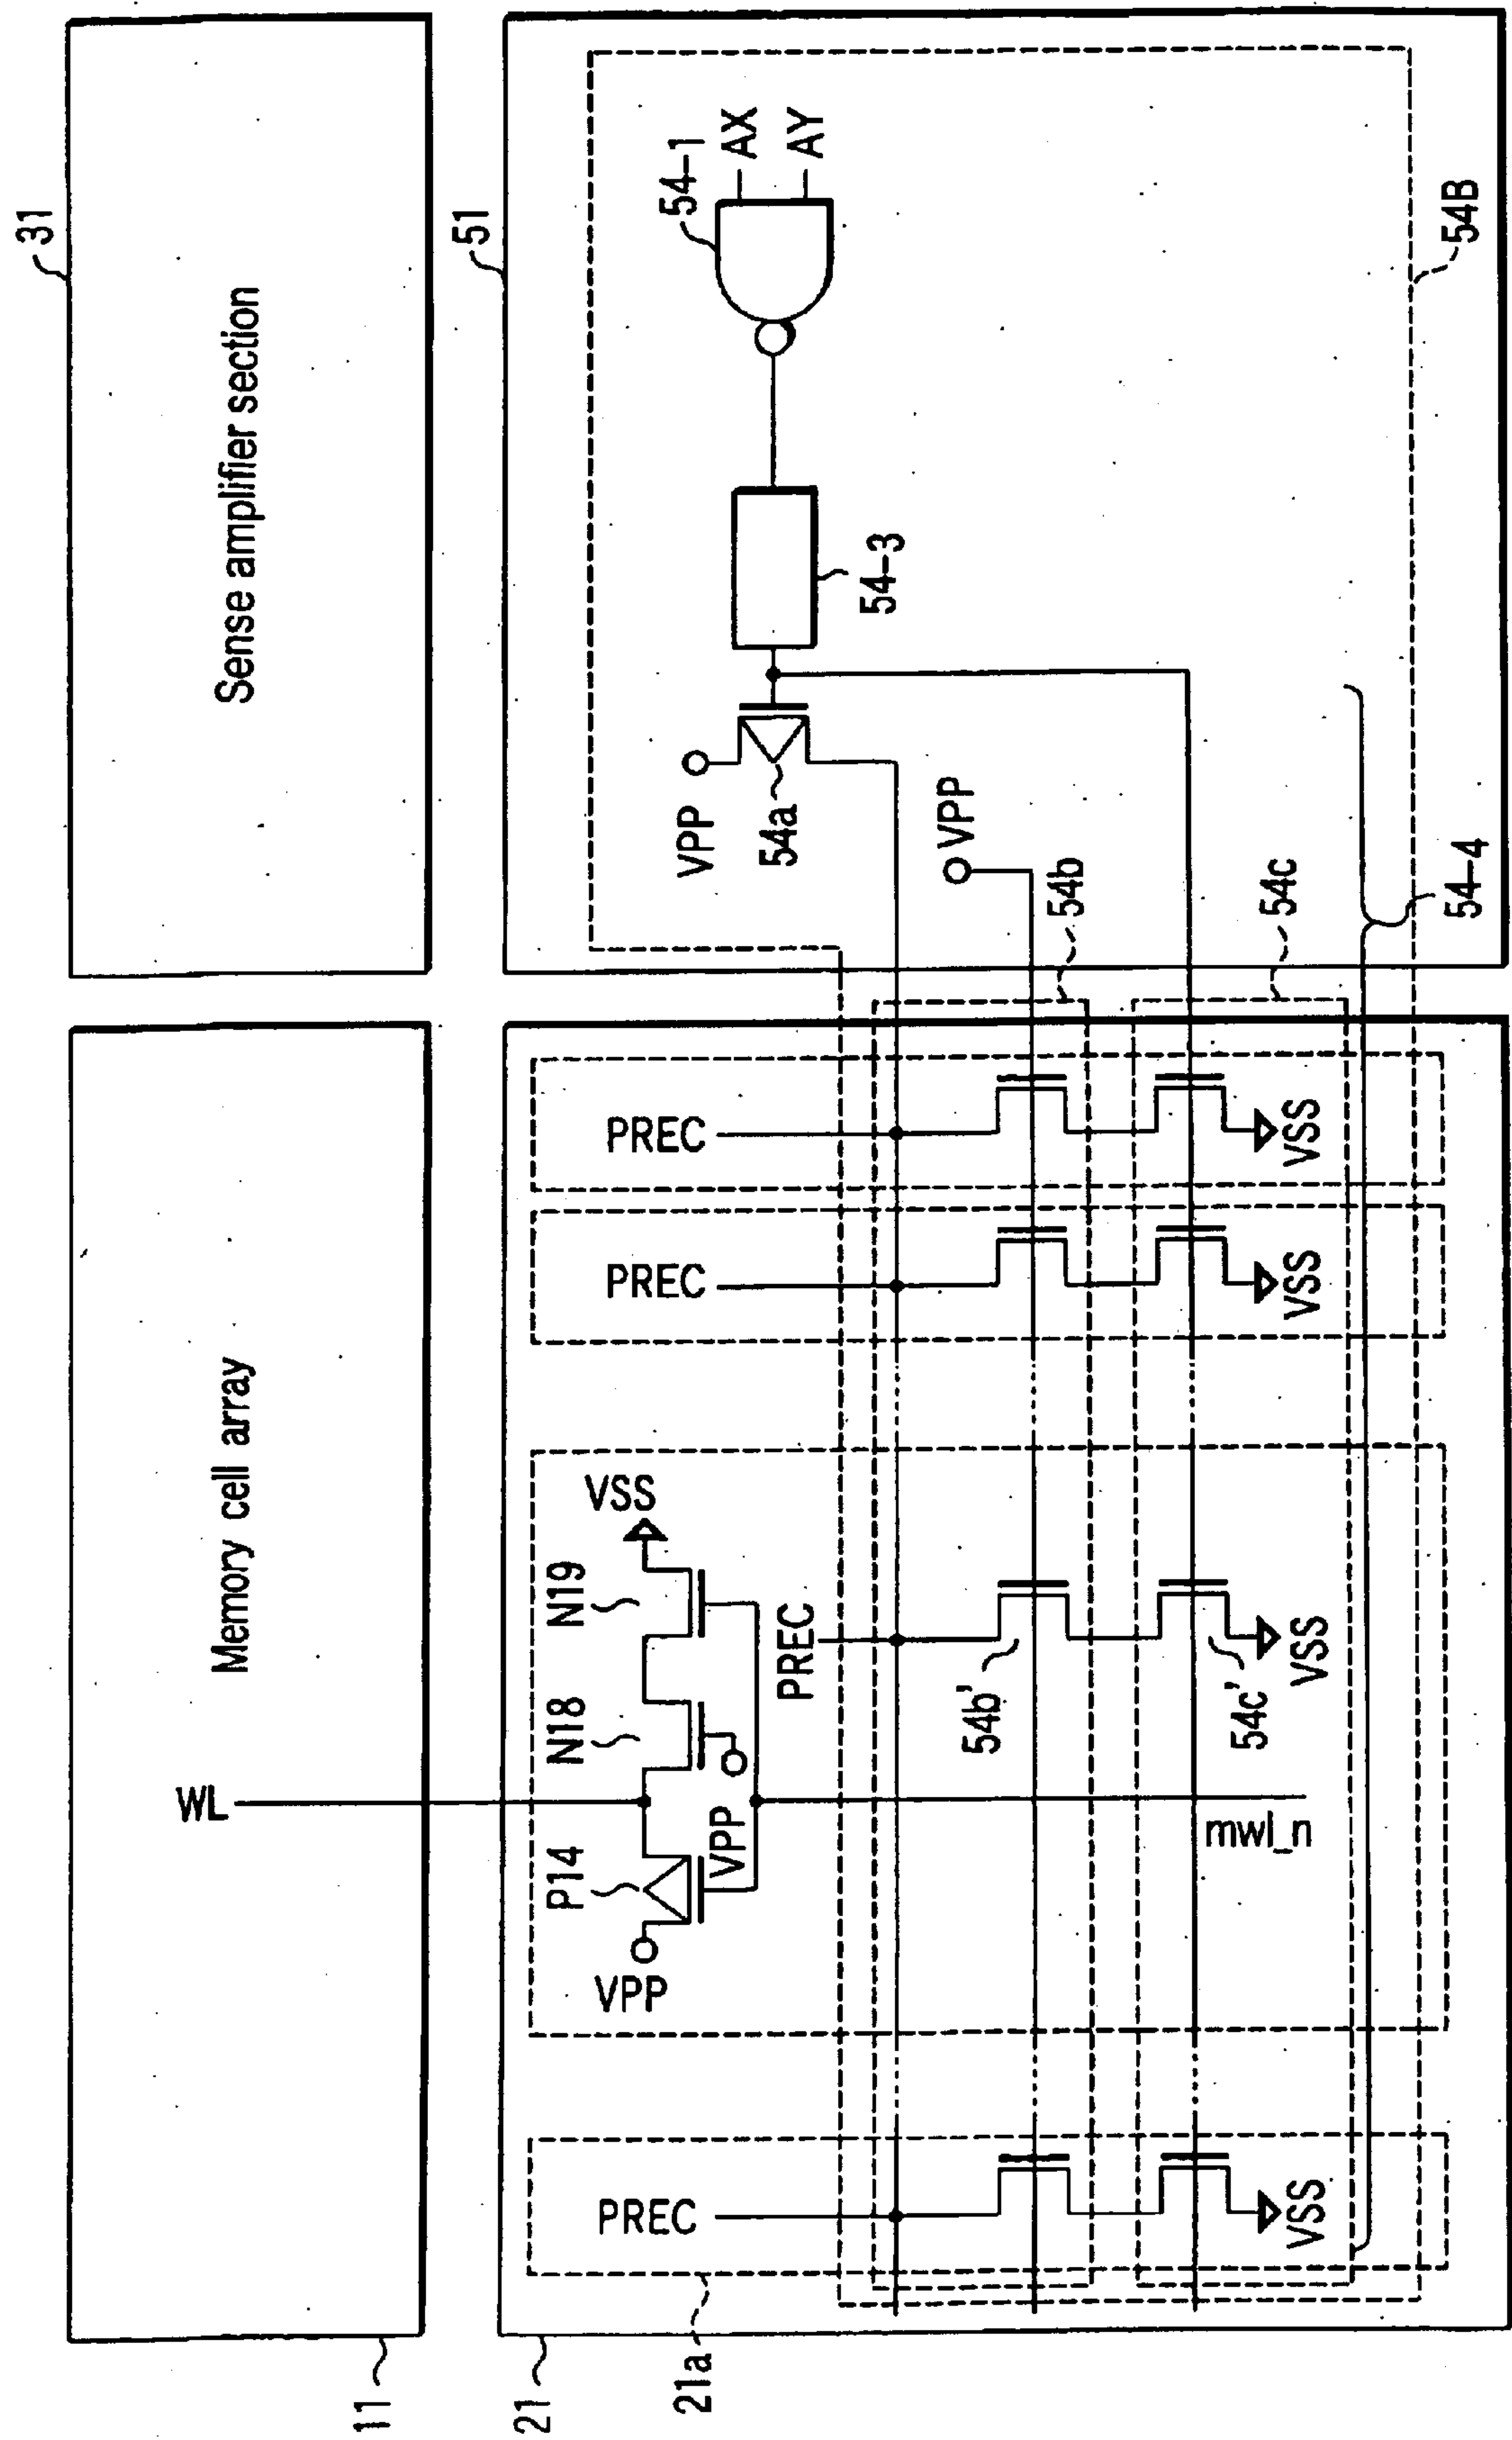 31
Sense amplifier section
51
54-1
AX
AY
54-3
VPP
54a
VPP
54b
54c
54-4
54B
Memory cell array
WL
11
PREC
VSS
PREC
VSS
VSS
N19
N18
P14
VPP
VPP
PREC
54b'
54c'
VSS
mwl_n
PREC
VSS
21
21a